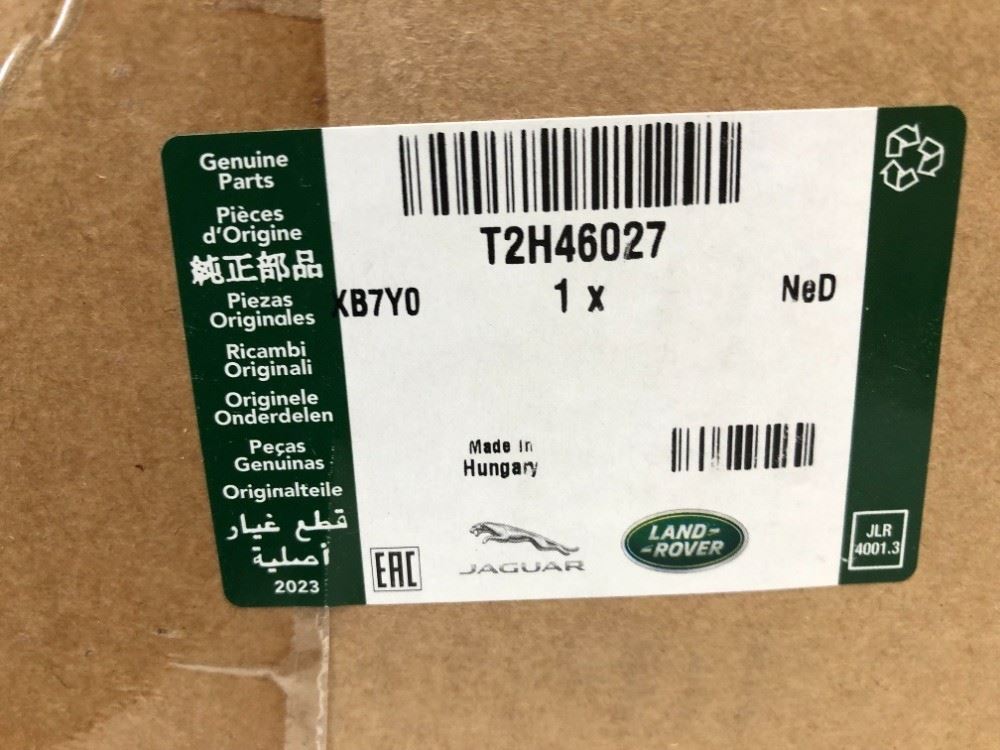 Genuine
Parts
Pièces
d'Origine
純正部品
Piezas
Originales
Ricambi
Originali
Originele
Onderdelen
Peças
Genuinas
Originalteile
قطع غيار
أصلية
2023
T2H46027
XB7Y0 1 x NeD
Made in
Hungary
EAC
JAGUAR
LAND-
-ROVER
JLR
4001.3